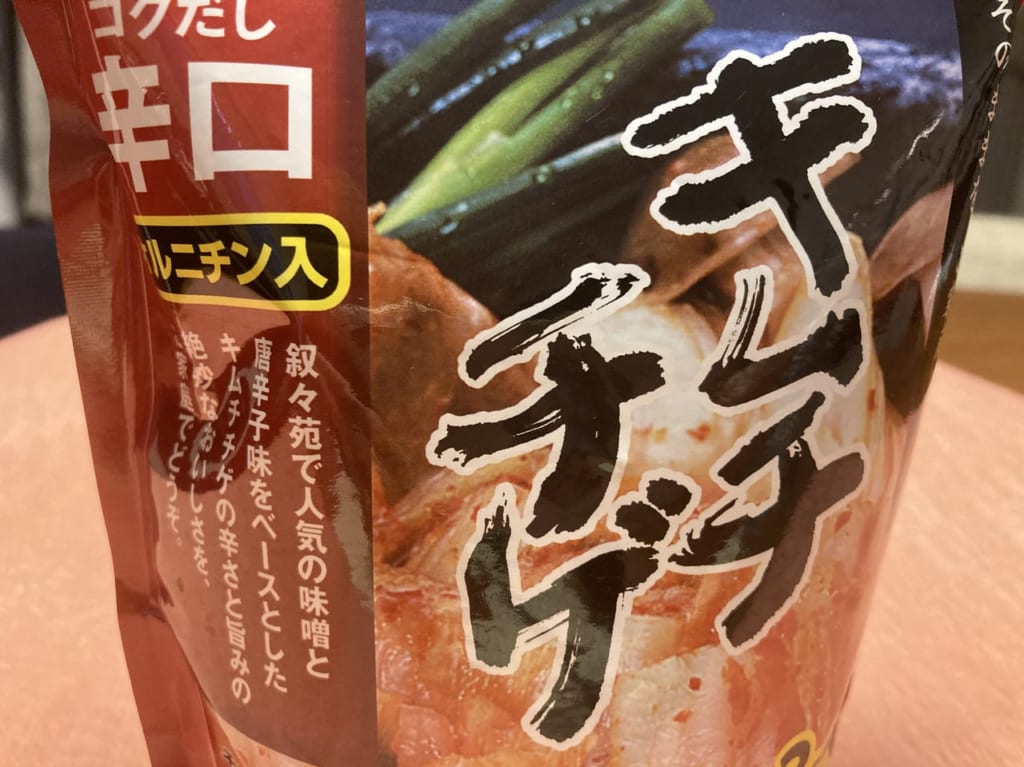 コクだし
辛口
オルニチン入
叙々苑で人気の味噌と
唐辛子味をベースとした
キムチチゲの辛さと旨みの
絶妙なおいしさを、
ご家族でどうぞ。
キムチ
チゲ
その